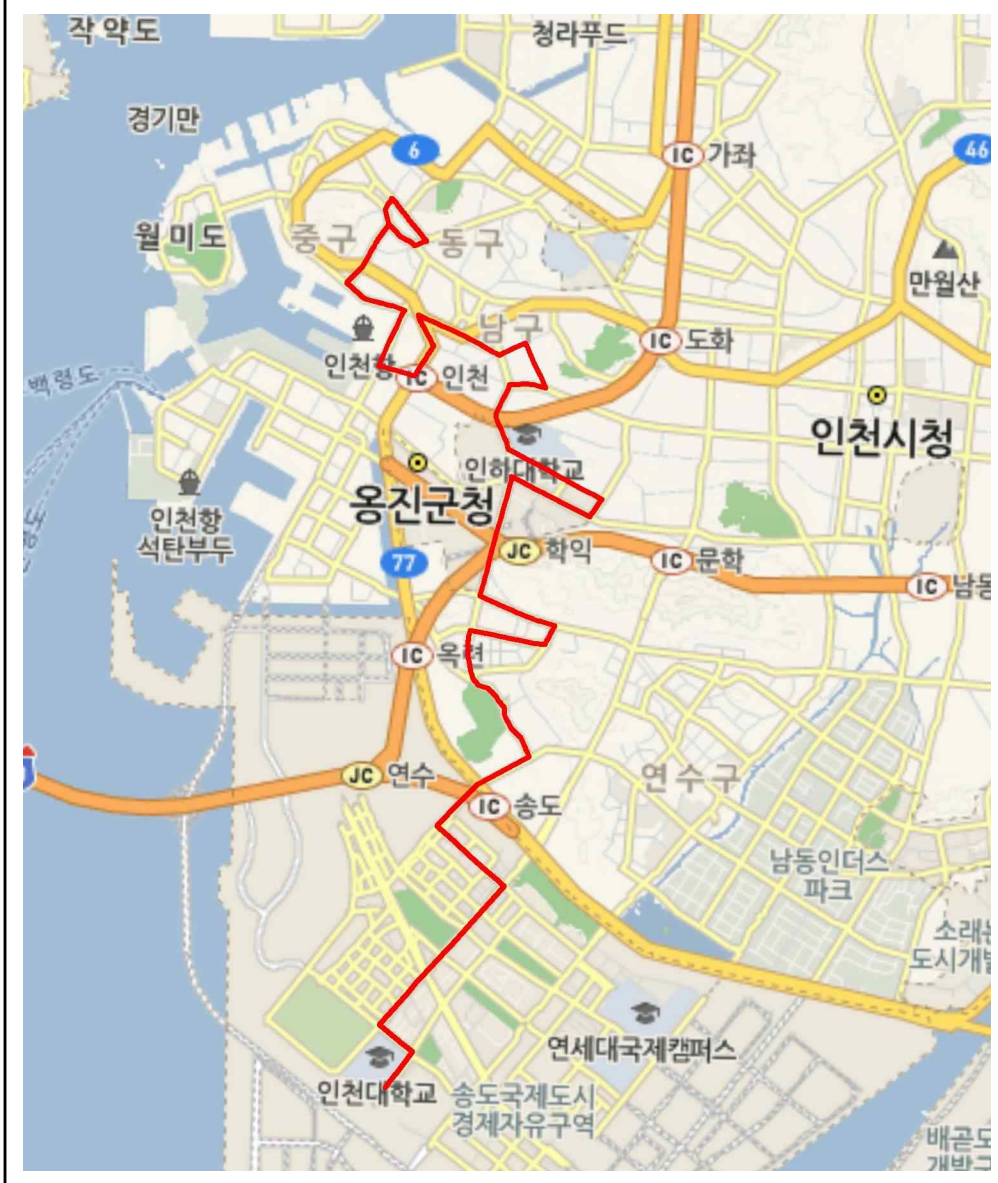 작약도
청라푸드
경기만
6
IC 가좌
46
월미도
중구
동구
만월산
남구
인천항
IC 도화
IC 인천
백령도
인천시청
인하대학교
옹진군청
인천항
석탄부두
77
JC 학익
IC 문학
IC 남동
IC 옥련
JC 연수
연수구
IC 송도
남동인더스
파크
도시개발
연세대국제캠퍼스
인천대학교
송도국제도시
경제자유구역